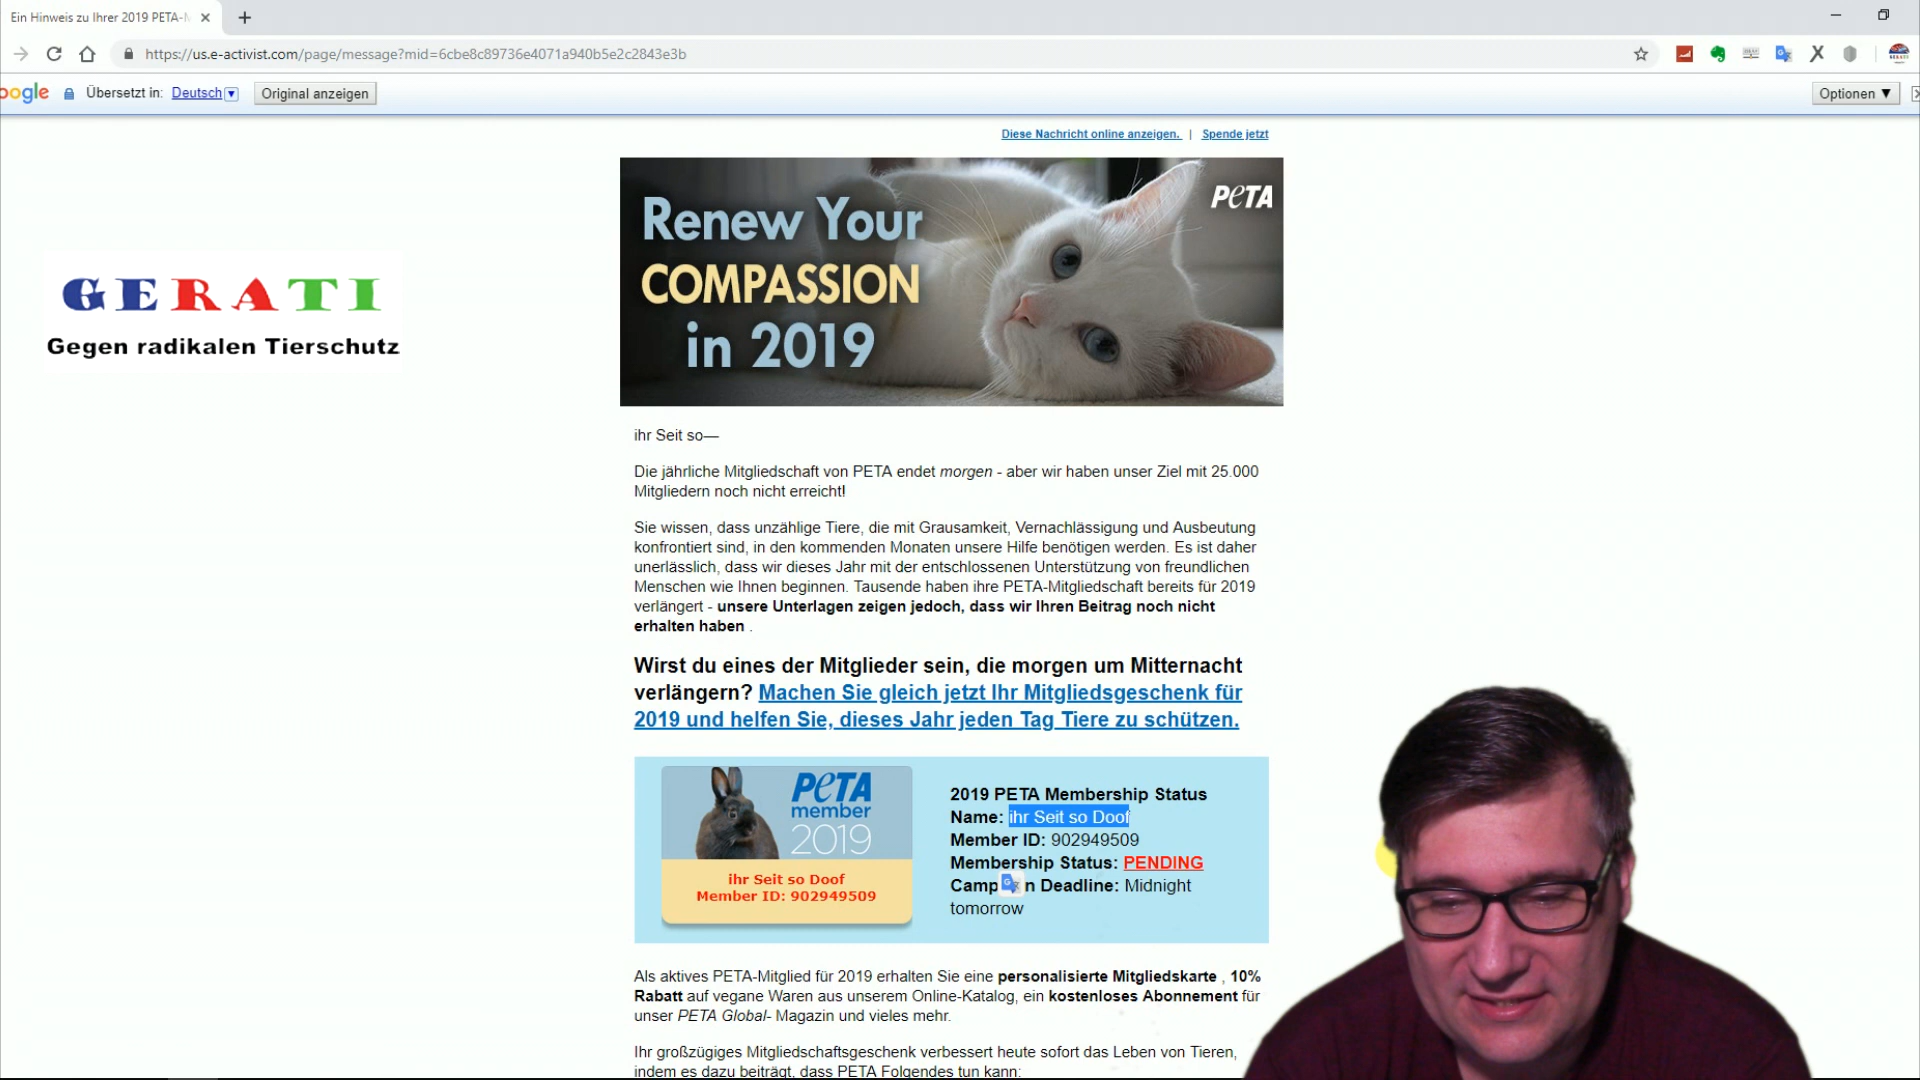 Ein Hinweis zu Ihrer 2019 PETA-M
https://us.e-activist.com/page/message?mid=6cbe8c89736e4071a940b5e2c2843e3b
oogle Übersetzt in: Deutsch Original anzeigen Optionen ▼
Diese Nachricht online anzeigen. | Spende jetzt
PETA
Renew Your
COMPASSION
in 2019
GERATI
Gegen radikalen Tierschutz
ihr Seit so—
Die jährliche Mitgliedschaft von PETA endet morgen - aber wir haben unser Ziel mit 25.000
Mitgliedern noch nicht erreicht!
Sie wissen, dass unzählige Tiere, die mit Grausamkeit, Vernachlässigung und Ausbeutung
konfrontiert sind, in den kommenden Monaten unsere Hilfe benötigen werden. Es ist daher
unerlässlich, dass wir dieses Jahr mit der entschlossenen Unterstützung von freundlichen
Menschen wie Ihnen beginnen. Tausende haben ihre PETA-Mitgliedschaft bereits für 2019
verlängert - unsere Unterlagen zeigen jedoch, dass wir Ihren Beitrag noch nicht
erhalten haben .
Wirst du eines der Mitglieder sein, die morgen um Mitternacht
verlängern? Machen Sie gleich jetzt Ihr Mitgliedsgeschenk für
2019 und helfen Sie, dieses Jahr jeden Tag Tiere zu schützen.
PETA
member
2019
ihr Seit so Doof
Member ID: 902949509
2019 PETA Membership Status
Name: ihr Seit so Doof
Member ID: 902949509
Membership Status: PENDING
Camp n Deadline: Midnight
tomorrow
Als aktives PETA-Mitglied für 2019 erhalten Sie eine personalisierte Mitgliedskarte , 10%
Rabatt auf vegane Waren aus unserem Online-Katalog, ein kostenloses Abonnement für
unser PETA Global- Magazin und vieles mehr.
Ihr großzügiges Mitgliedschaftsgeschenk verbessert heute sofort das Leben von Tieren,
indem es dazu beiträgt, dass PETA Folgendes tun kann: